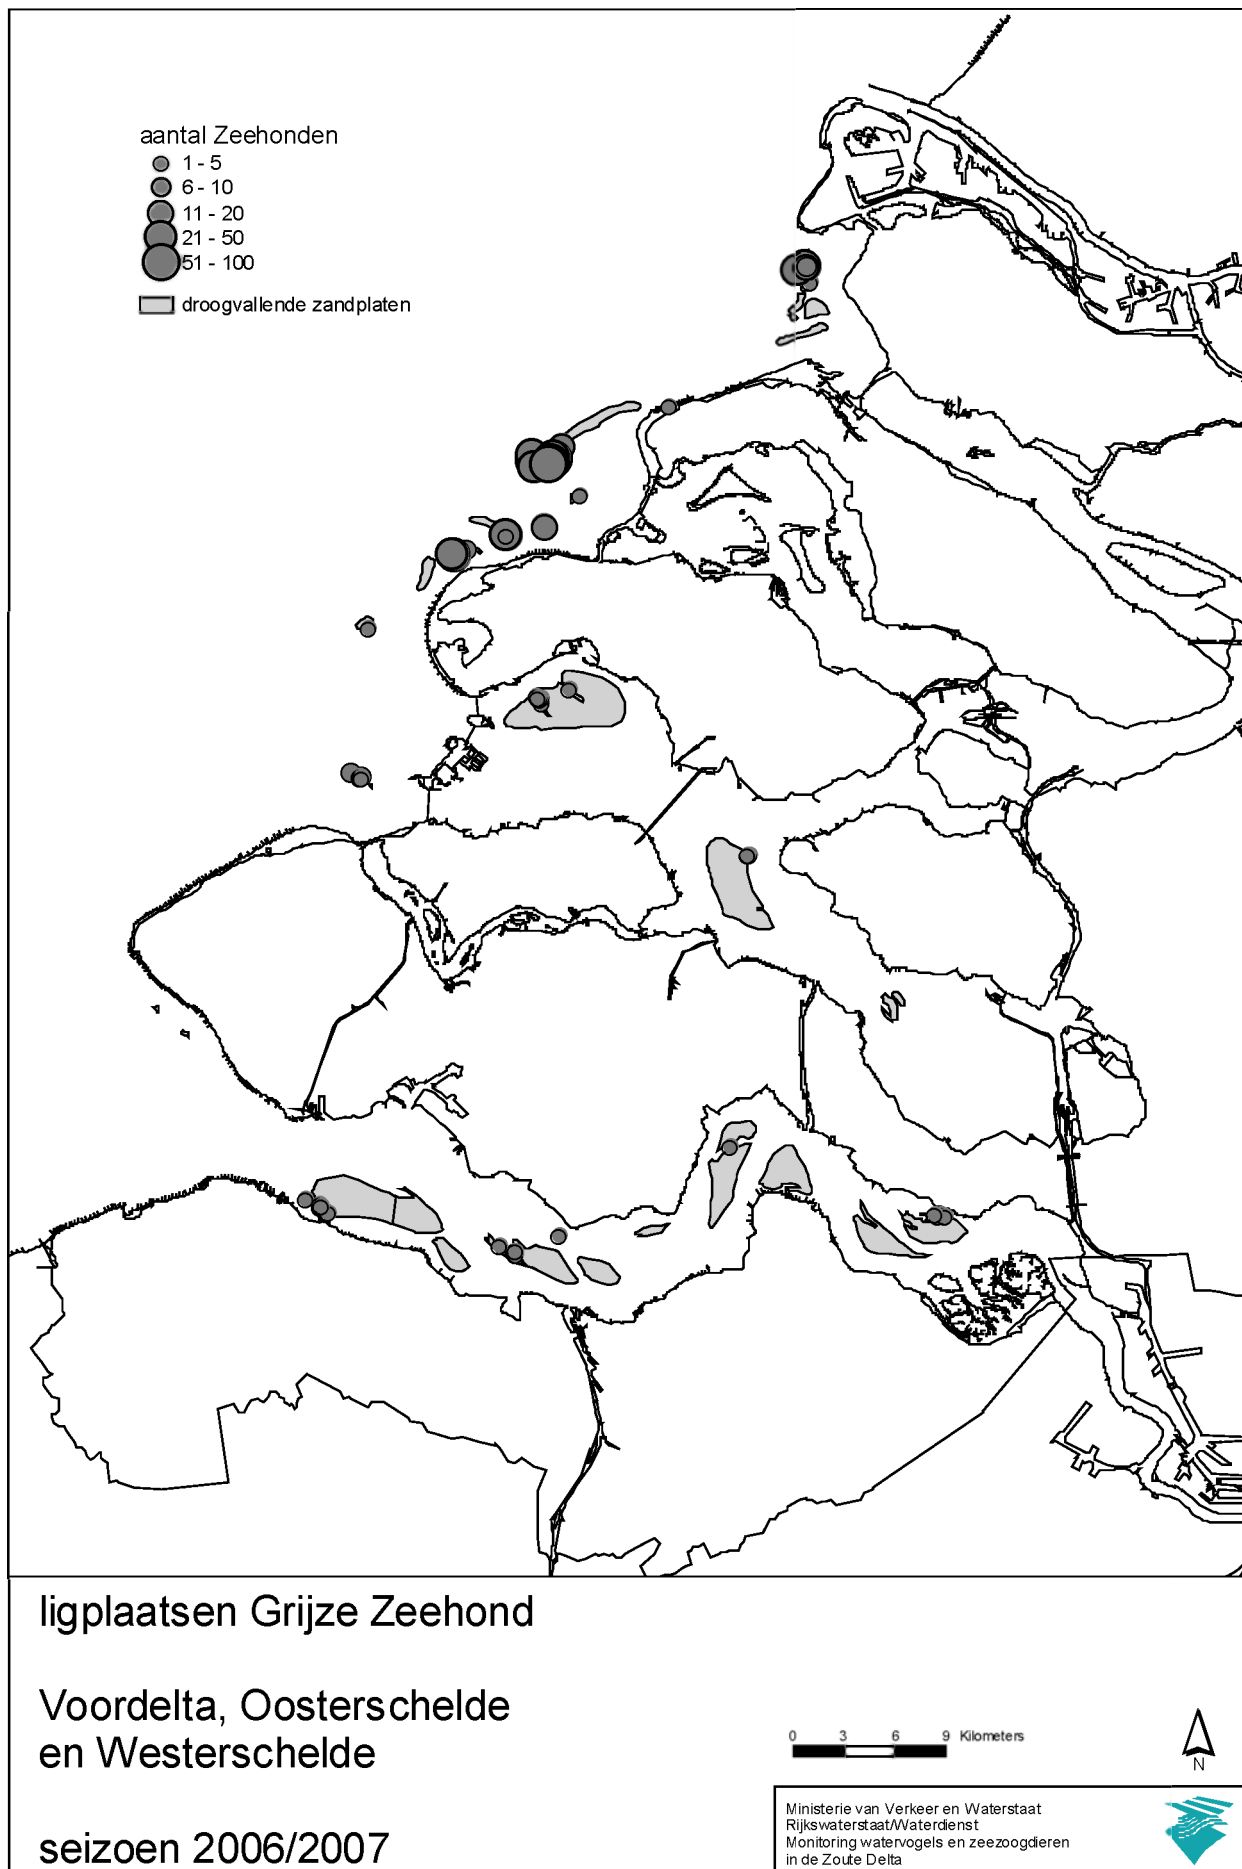 aantal Zeehonden
1 - 5
6 - 10
11 - 20
21 - 50
51 - 100
droogvallende zandplaten
ligplaatsen Grijze Zeehond
Voordelta, Oosterschelde
en Westerschelde
seizoen 2006/2007
0 3 6 9 Kilometers
N
Ministerie van Verkeer en Waterstaat
Rijkswaterstaat/Waterdienst
Monitoring watervogels en zeezoogdieren
in de Zoute Delta